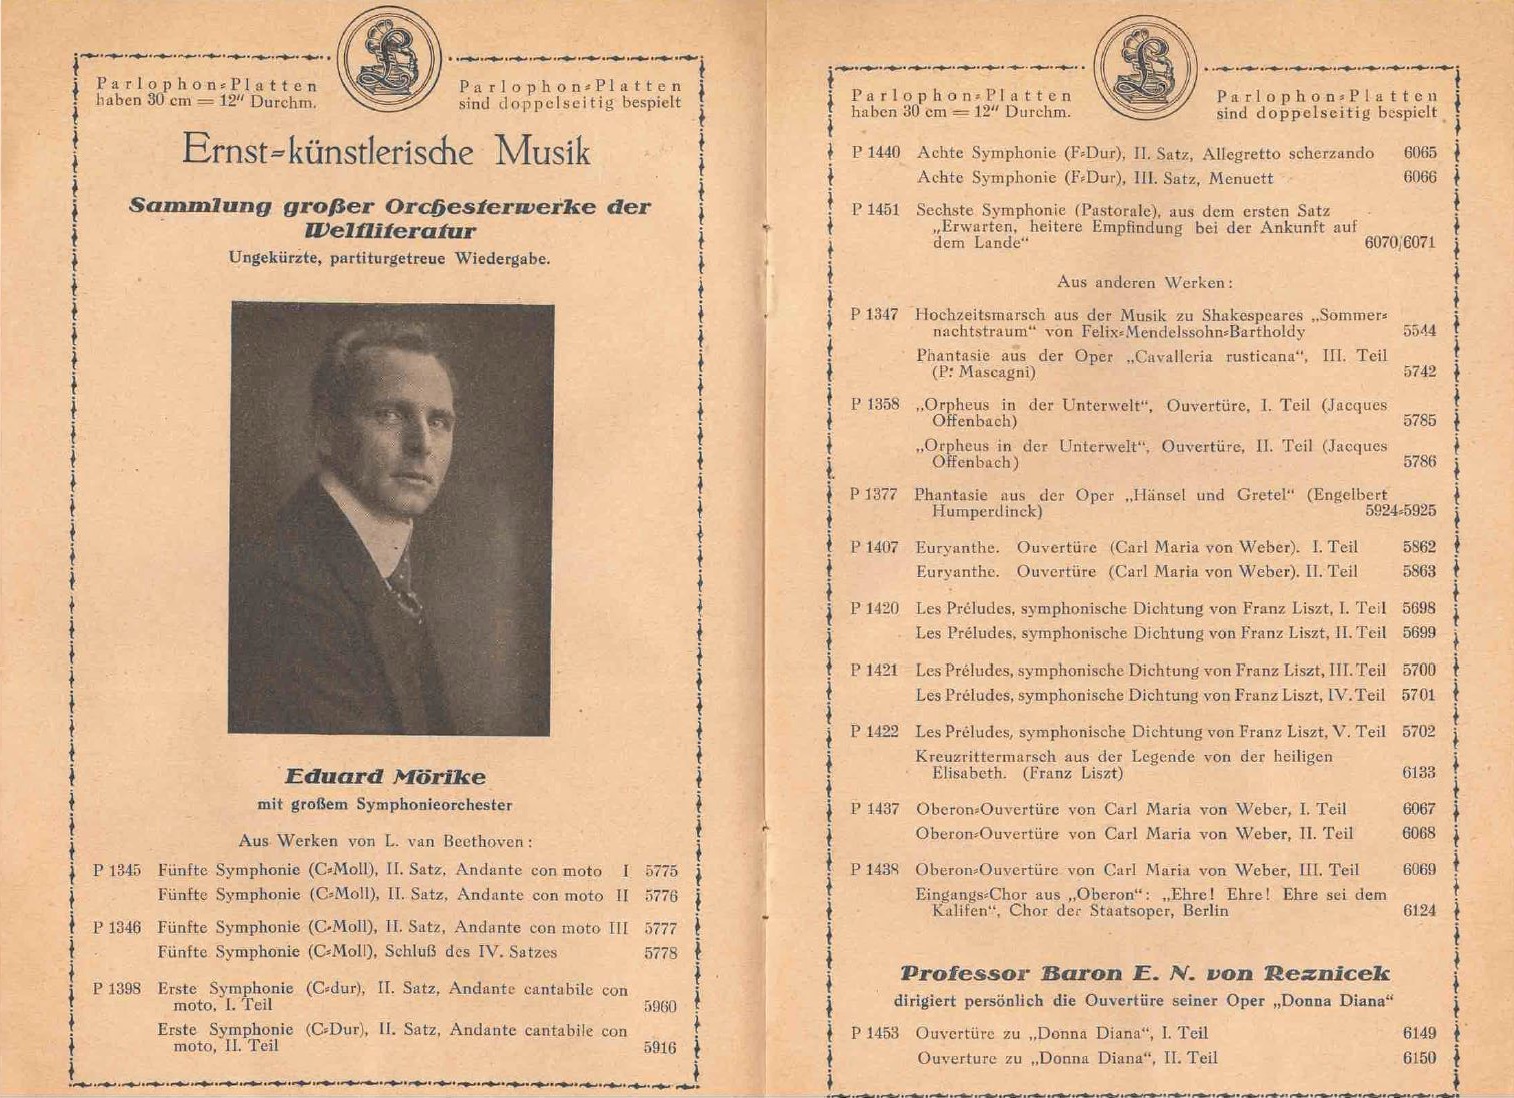 Parlophon-Platten
haben 30 cm = 12" Durchm.
Parlophon-Platten
sind doppelseitig bespielt
Ernst-künstlerische Musik
Sammlung großer Orchesterwerke der
Weltliteratur
Ungekürzte, partiturgetreue Wiedergabe.
Eduard Mörike
mit großem Symphonieorchester
Aus Werken von L. van Beethoven:
P 1345 Fünfte Symphonie (C-Moll), II. Satz, Andante con moto I 5775
Fünfte Symphonie (C-Moll), II. Satz, Andante con moto II 5776
P 1346 Fünfte Symphonie (C-Moll), II. Satz, Andante con moto III 5777
Fünfte Symphonie (C-Moll), Schluß des IV. Satzes 5778
P 1398 Erste Symphonie (C-dur), II. Satz, Andante cantabile con
moto, I. Teil 5960
Erste Symphonie (C-Dur), II. Satz, Andante cantabile con
moto, II. Teil 5916
Parlophon-Platten
haben 30 cm = 12" Durchm.
Parlophon-Platten
sind doppelseitig bespielt
P 1440 Achte Symphonie (F-Dur), II. Satz, Allegretto scherzando 6065
Achte Symphonie (F-Dur), III. Satz, Menuett 6066
P 1451 Sechste Symphonie (Pastorale), aus dem ersten Satz
„Erwarten, heitere Empfindung bei der Ankunft auf
dem Lande“ 6070/6071
Aus anderen Werken:
P 1347 Hochzeitsmarsch aus der Musik zu Shakespeares „Sommer-
nachtstraum“ von Felix-Mendelssohn-Bartholdy 5544
Phantasie aus der Oper „Cavalleria rusticana“, III. Teil
(P. Mascagni) 5742
P 1358 „Orpheus in der Unterwelt“, Ouvertüre, I. Teil (Jacques
Offenbach) 5785
„Orpheus in der Unterwelt“, Ouvertüre, II. Teil (Jacques
Offenbach) 5786
P 1377 Phantasie aus der Oper „Hänsel und Gretel“ (Engelbert
Humperdinck) 5924-5925
P 1407 Euryanthe. Ouvertüre (Carl Maria von Weber). I. Teil 5862
Euryanthe. Ouvertüre (Carl Maria von Weber). II. Teil 5863
P 1420 Les Préludes, symphonische Dichtung von Franz Liszt, I. Teil 5698
Les Préludes, symphonische Dichtung von Franz Liszt, II. Teil 5699
P 1421 Les Préludes, symphonische Dichtung von Franz Liszt, III. Teil 5700
Les Préludes, symphonische Dichtung von Franz Liszt, IV. Teil 5701
P 1422 Les Préludes, symphonische Dichtung von Franz Liszt, V. Teil 5702
Kreuzrittermarsch aus der Legende von der heiligen
Elisabeth. (Franz Liszt) 6133
P 1437 Oberon-Ouvertüre von Carl Maria von Weber, I. Teil 6067
Oberon-Ouvertüre von Carl Maria von Weber, II. Teil 6068
P 1438 Oberon-Ouvertüre von Carl Maria von Weber, III. Teil 6069
Eingangs-Chor aus „Oberon“: „Ehre! Ehre! Ehre sei dem
Kalifen“, Chor der Staatsoper, Berlin 6124
Professor Baron E. N. von Reznicek
dirigiert persönlich die Ouvertüre seiner Oper „Donna Diana“
P 1453 Ouvertüre zu „Donna Diana“, I. Teil 6149
Ouverture zu „Donna Diana“, II. Teil 6150